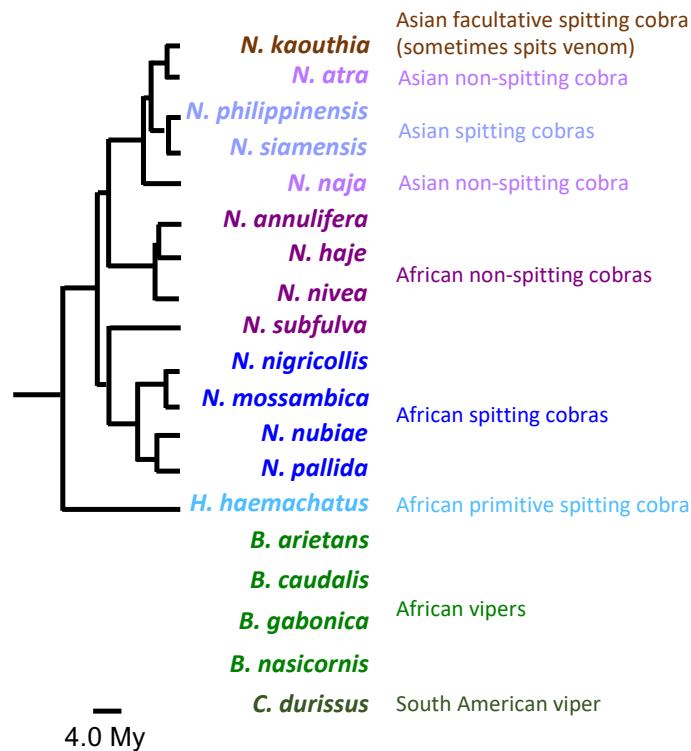 Asian facultative spitting cobra
N. kaouthia (sometimes spits venom)
N. atra Asian non-spitting cobra
N. philippinensis
Asian spitting cobras
N. siamensis
N. naja Asian non-spitting cobra
N. annulifera
N. haje
African non-spitting cobras
N. nivea
N. subfulva
N. nigricollis
N. mossambica
African spitting cobras
N. nubiae
N. pallida
H. haemachatus African primitive spitting cobra
B. arietans
B. caudalis
African vipers
B. gabonica
B. nasicornis
C. durissus South American viper
4.0 My